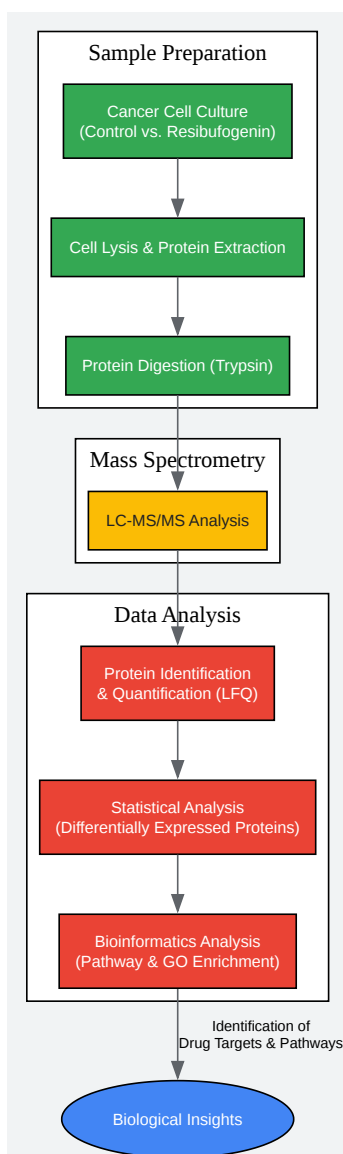 Sample Preparation
Cancer Cell Culture
(Control vs. Resibufogenin)
Cell Lysis & Protein Extraction
Protein Digestion (Trypsin)
Mass Spectrometry
LC-MS/MS Analysis
Data Analysis
Protein Identification
& Quantification (LFQ)
Statistical Analysis
(Differentially Expressed Proteins)
Bioinformatics Analysis
(Pathway & GO Enrichment)
Identification of
Drug Targets & Pathways
Biological Insights